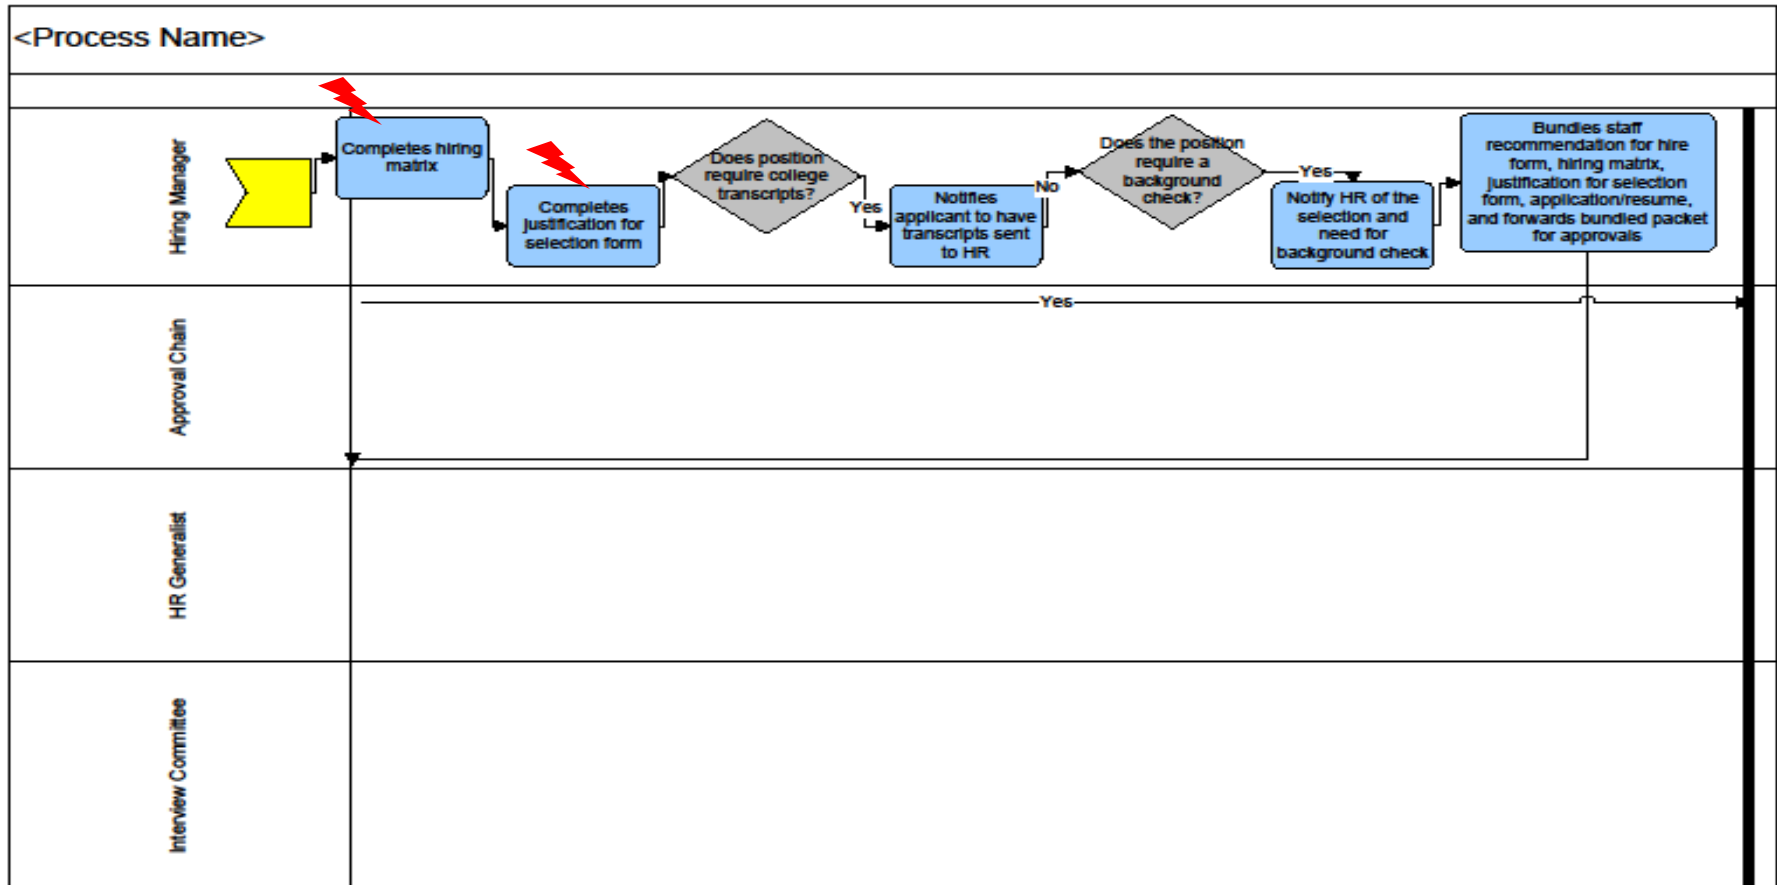 <Process Name>
Hiring Manager
Completes hiring
matrix
Completes
justification for
selection form
Does position
require college
transcripts?
Yes
Notifies
applicant to have
transcripts sent
to HR
No
Does the position
require a
background
check?
Yes
Notify HR of the
selection and
need for
background check
Bundles staff
recommendation for hire
form, hiring matrix,
justification for selection
form, application/resume,
and forwards bundled packet
for approvals
Approval Chain
Yes
HR Generalist
Interview Committee